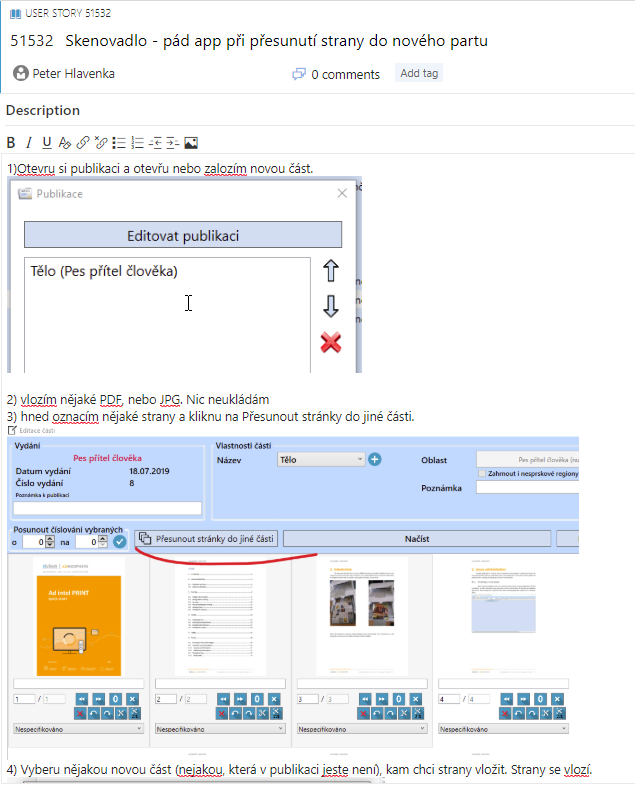 USER STORY 51532
51532 Skenovadlo - pád app při přesunutí strany do nového partu
Peter Hlavenka
0 comments
Add tag
Description
B I U A
1)Otevru si publikaci a otevřu nebo zalozím novou část.
Publikace
Editovat publikaci
Tělo (Pes přítel člověka)
2) vlozím nějaké PDF, nebo JPG. Nic neukládám
3) hned oznacím nějaké strany a kliknu na Přesunout stránky do jiné části.
Editace části
Vydání
Pes přítel člověka
Datum vydání 18.07.2019
Číslo vydání 8
Poznámka k publikaci
Vlastnosti části
Název Tělo
Oblast Pes přítel člověka
Zahrnout i nesprskové regiony
Poznámka
Posunout číslování vybraných
o 0 na 0
Přesunout stránky do jiné části
Načíst
Ad Intel PRINT
1 / 1
2 / 2
3 / 3
4 / 4
Nespecifikováno
Nespecifikováno
Nespecifikováno
Nespecifikováno
4) Vyberu nějakou novou část (nejakou, která v publikaci jeste není), kam chci strany vložit. Strany se vlozí.